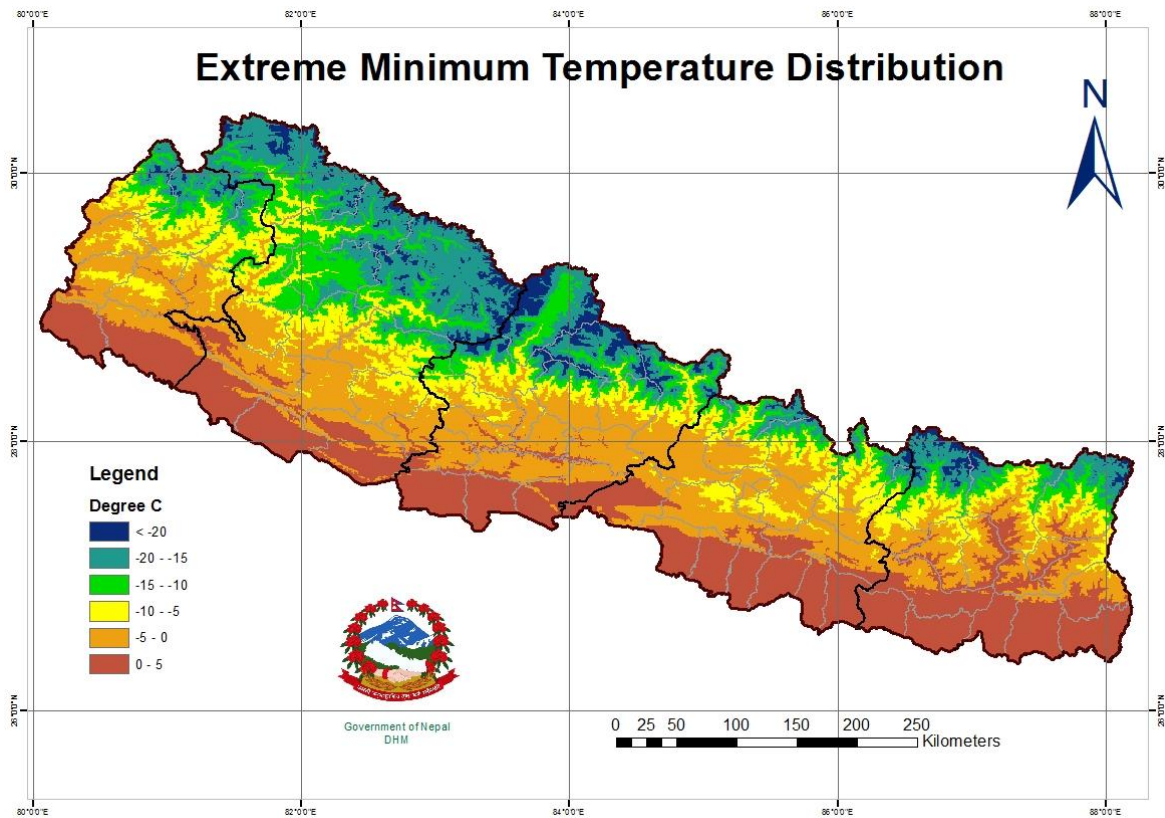 80°0'0"E 82°0'0"E 84°0'0"E 86°0'0"E 88°0'0"E
Extreme Minimum Temperature Distribution
N
30°0'0"N 30°0'0"N
28°0'0"N 28°0'0"N
Legend
Degree C
< -20
-20 - -15
-15 - -10
-10 - -5
-5 - 0
0 - 5
26°0'0"N 26°0'0"N
Government of Nepal
DHM
0 25 50 100 150 200 250
Kilometers
80°0'0"E 82°0'0"E 84°0'0"E 86°0'0"E 88°0'0"E